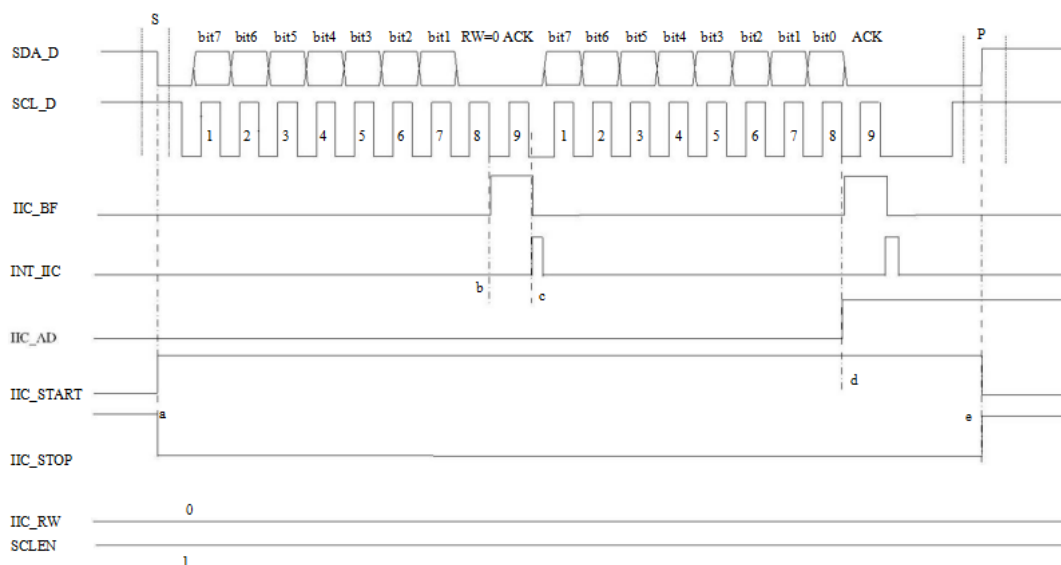 S
P
bit7 bit6 bit5 bit4 bit3 bit2 bit1 RW=0 ACK bit7 bit6 bit5 bit4 bit3 bit2 bit1 bit0 ACK
SDA_D
SCL_D
1 2 3 4 5 6 7 8 9 1 2 3 4 5 6 7 8 9
IIC_BF
INT_IIC
b c
IIC_AD
d
IIC_START
a e
IIC_STOP
0
IIC_RW
SCLEN
1